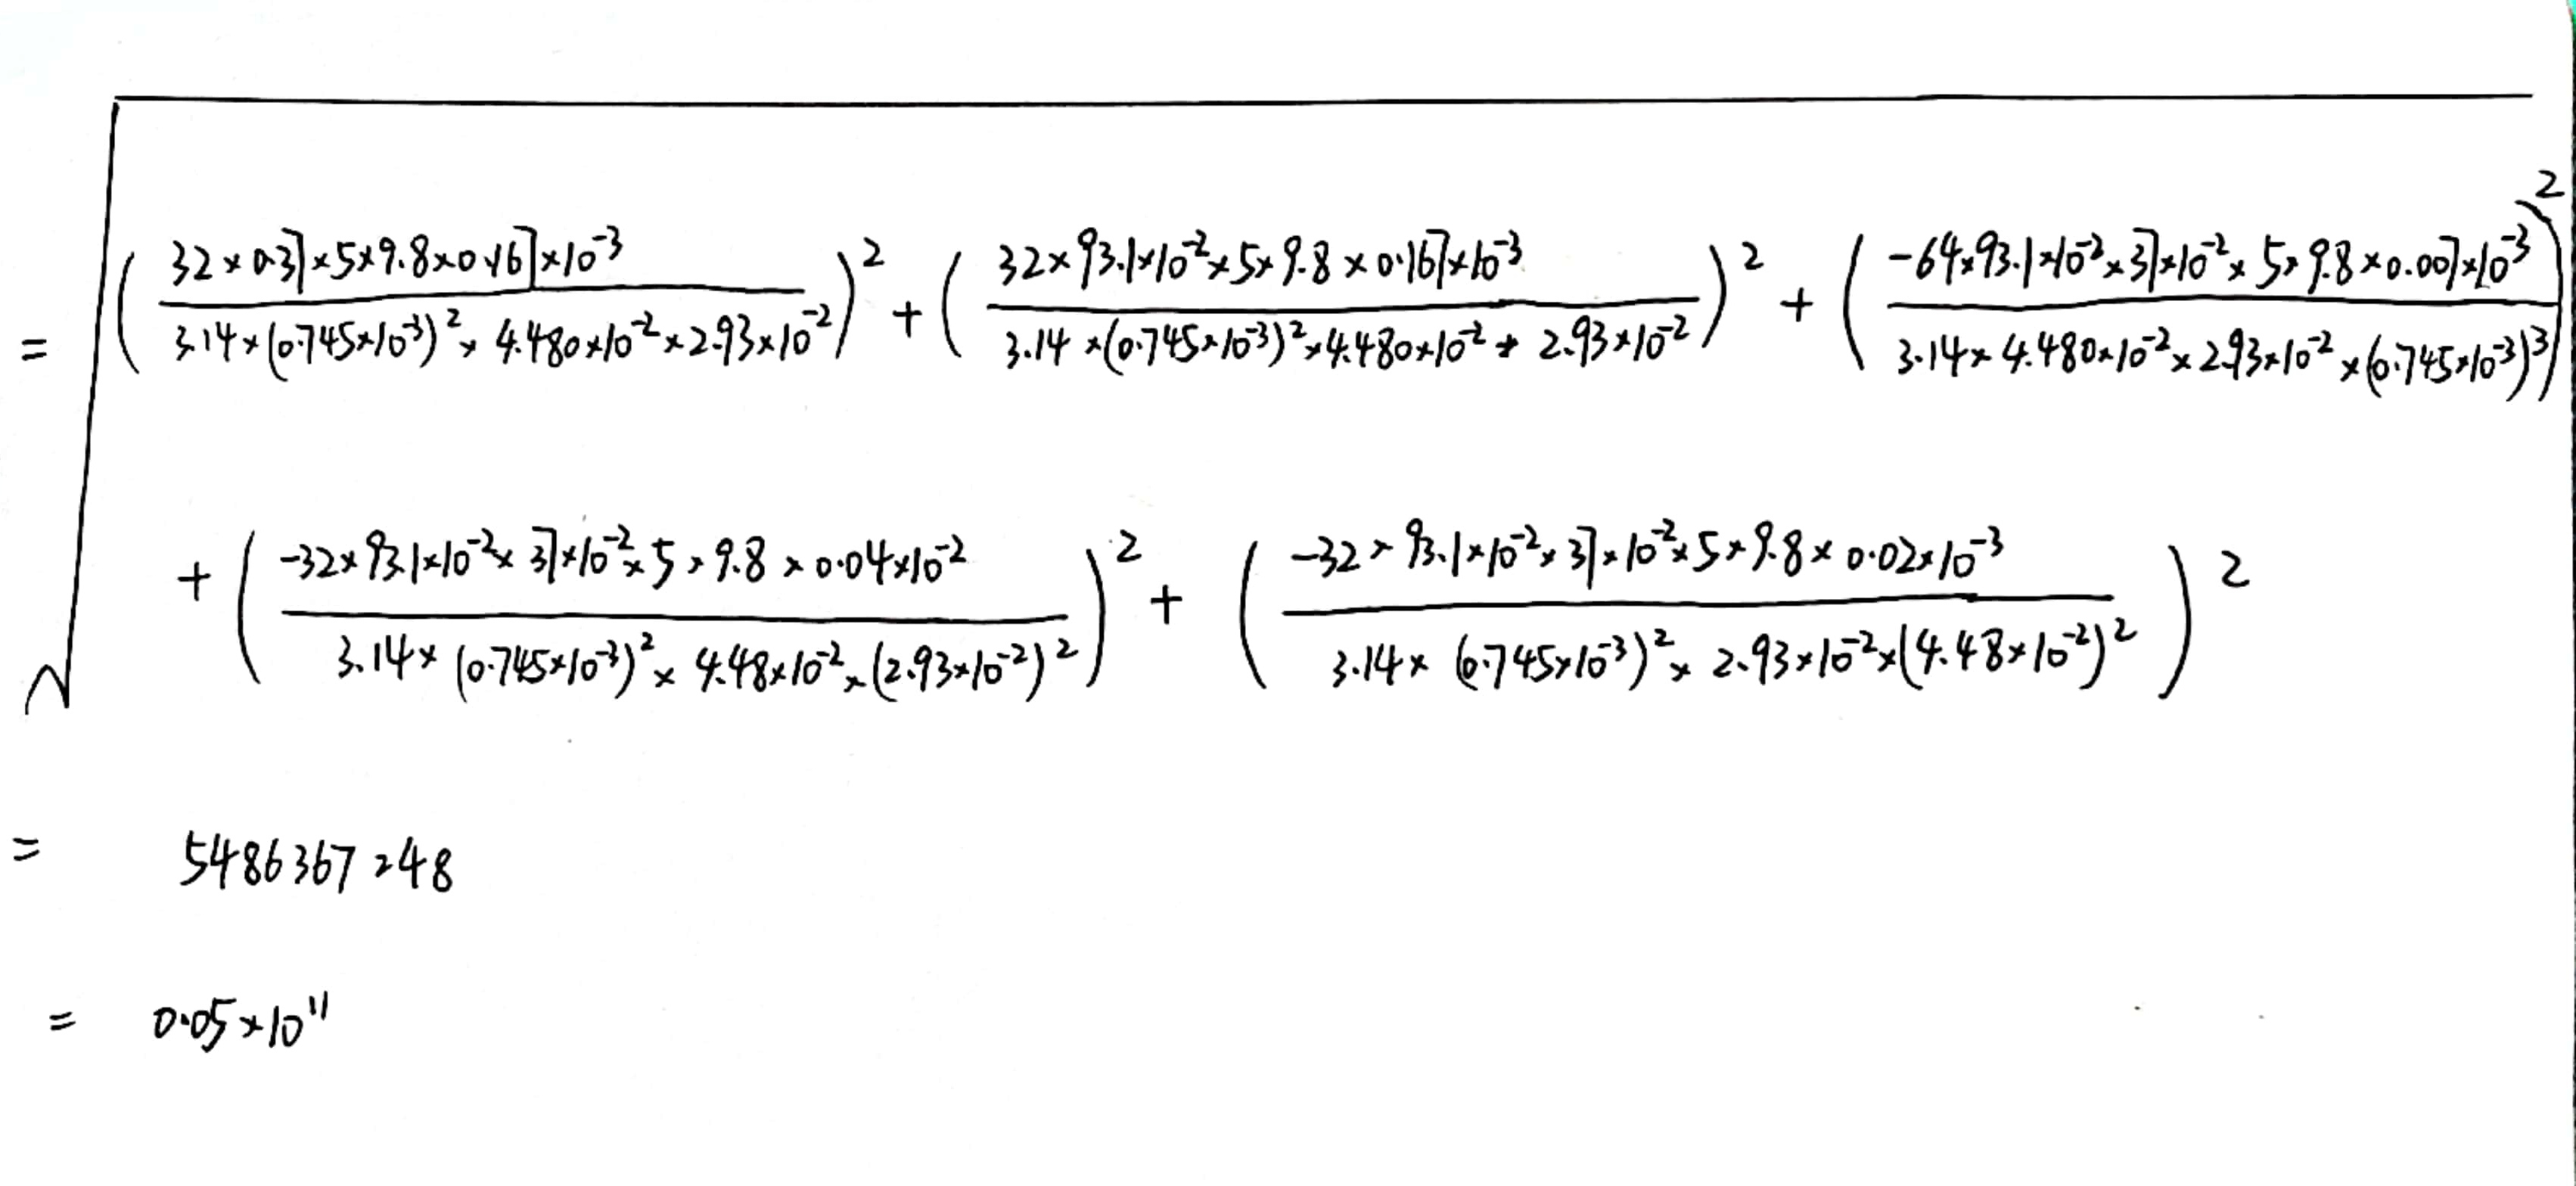 = √( ( (32×0.37×5×9.8×0.167×10⁻³) / (3.14×(0.745×10⁻³)²×4.480×10⁻²×2.93×10⁻²) )² + ( (32×93.1×10⁻²×5×9.8×0.167×10⁻³) / (3.14×(0.745×10⁻³)²×4.480×10⁻²×2.93×10⁻²) )² + ( (-64×93.1×10⁻²×37×10⁻²×5×9.8×0.007×10⁻³) / (3.14×4.480×10⁻²×2.93×10⁻²×(0.745×10⁻³)³) )²
+ ( (-32×93.1×10⁻²×37×10⁻²×5×9.8×0.04×10⁻²) / (3.14×(0.745×10⁻³)²×4.48×10⁻²×(2.93×10⁻²)²) )² + ( (-32×93.1×10⁻²×37×10⁻²×5×9.8×0.02×10⁻³) / (3.14×(0.745×10⁻³)²×2.93×10⁻²×(4.48×10⁻²)²) )² )
= 5486367248
= 0.05×10¹¹